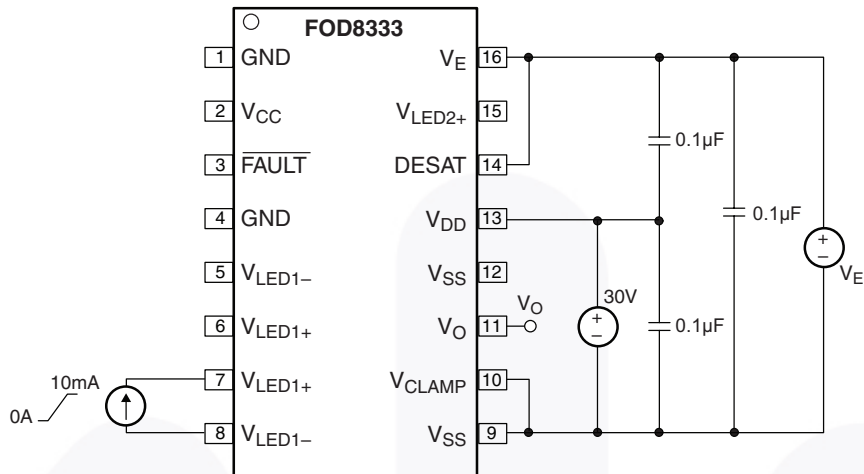 FOD8333
1 GND
2 VCC
3 FAULT
4 GND
5 VLED1–
6 VLED1+
7 VLED1+
8 VLED1–
VE 16
VLED2+ 15
DESAT 14
VDD 13
VSS 12
VO 11
VCLAMP 10
VSS 9
10mA
0A
VO
30V
+
–
0.1µF
0.1µF
0.1µF
+
–
VE